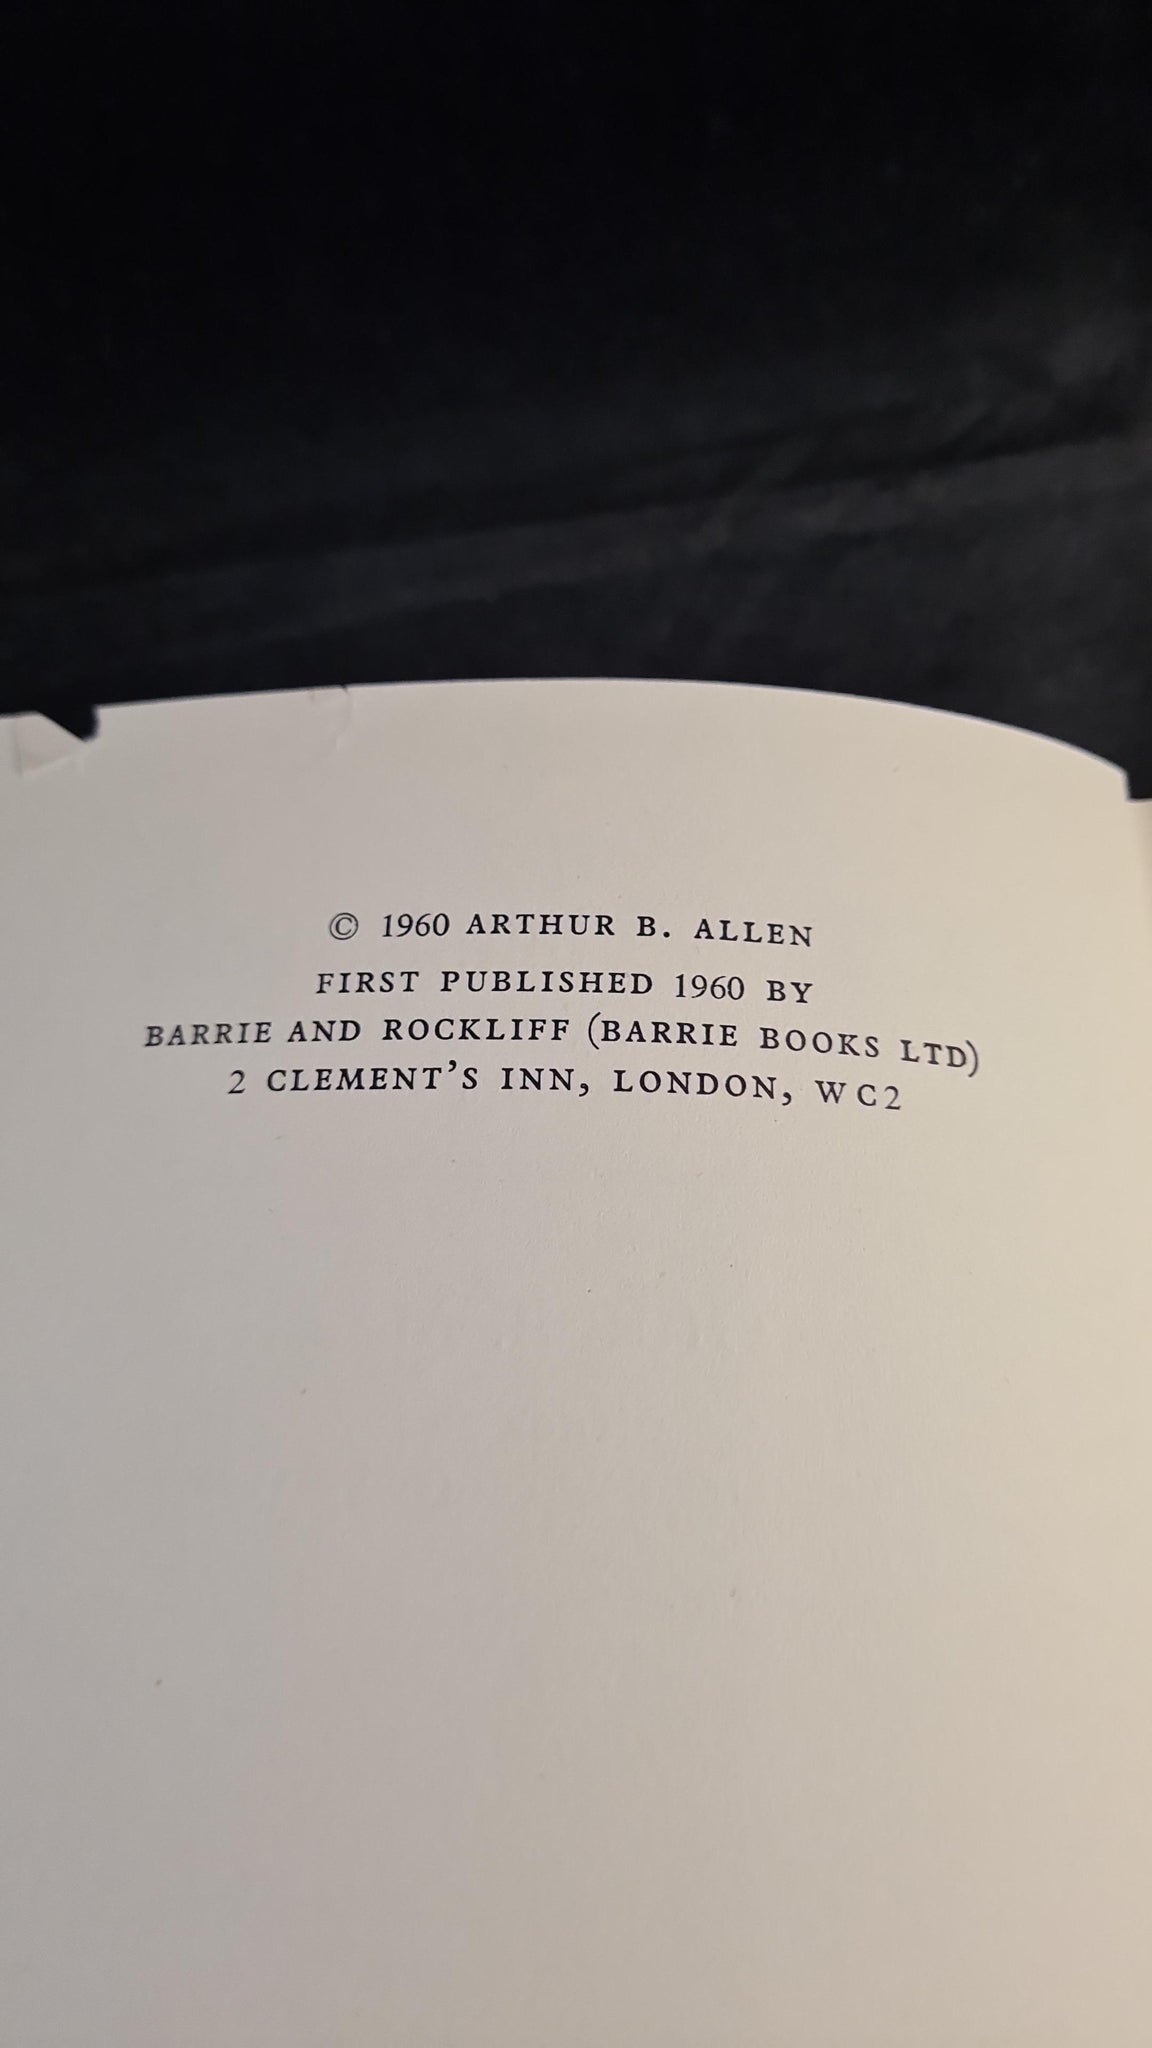 © 1960 ARTHUR B. ALLEN
FIRST PUBLISHED 1960 BY
BARRIE AND ROCKLIFF (BARRIE BOOKS LTD)
2 CLEMENT'S INN, LONDON, WC2